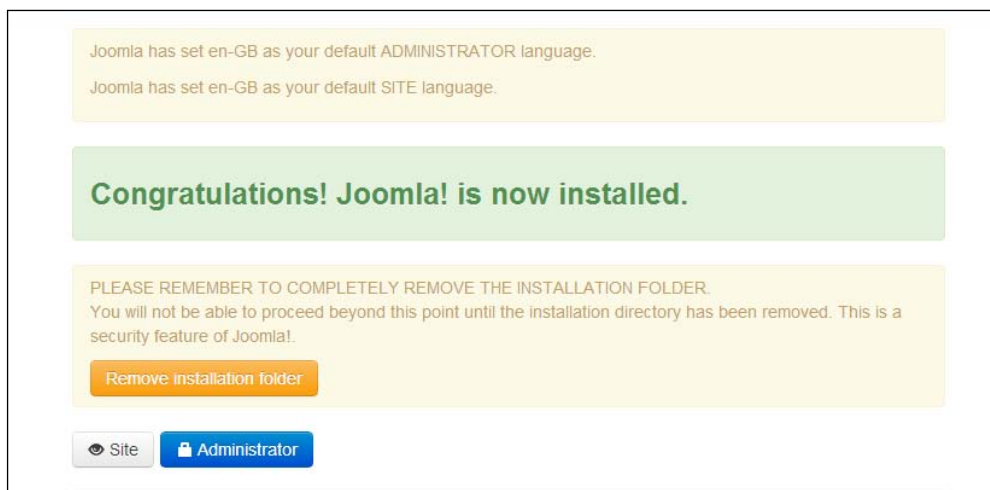 Joomla has set en-GB as your default ADMINISTRATOR language.
Joomla has set en-GB as your default SITE language.
Congratulations! Joomla! is now installed.
PLEASE REMEMBER TO COMPLETELY REMOVE THE INSTALLATION FOLDER.
You will not be able to proceed beyond this point until the installation directory has been removed. This is a
security feature of Joomla!.
Remove installation folder
Site
Administrator